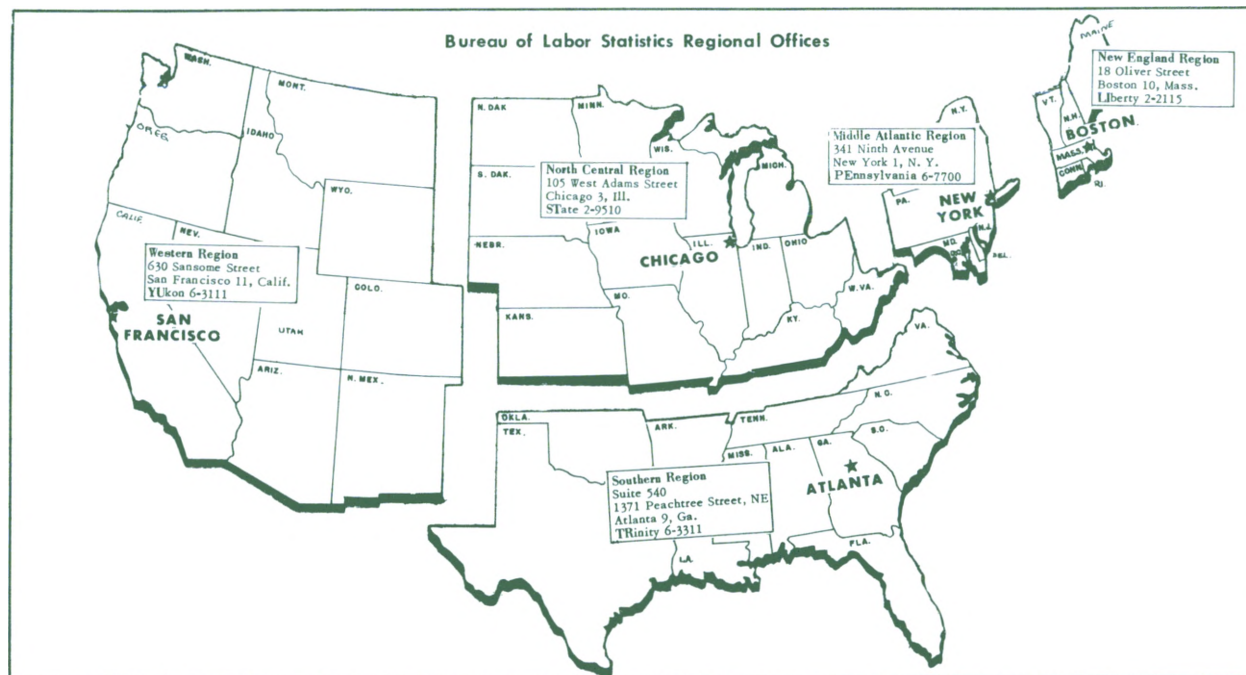 Bureau of Labor Statistics Regional Offices
WASH.
MONT.
OREG.
IDAHO
WYO.
CALIF.
NEV.
Western Region
630 Sansome Street
San Francisco 11, Calif.
YUkon 6-3111
SAN
FRANCISCO
UTAH
COLO.
ARIZ.
N. MEX.
N. DAK
MINN.
S. DAK.
WIS.
MICH.
North Central Region
105 West Adams Street
Chicago 3, Ill.
STate 2-9510
NEBR.
IOWA
ILL.
CHICAGO
IND.
OHIO
KANS.
MO.
KY.
W.VA.
MAINE
New England Region
18 Oliver Street
Boston 10, Mass.
LIberty 2-2115
VT.
N.H.
BOSTON
MASS.
CONN.
R.I.
N.Y.
Middle Atlantic Region
341 Ninth Avenue
New York 1, N. Y.
PEnnsylvania 6-7700
PA.
NEW
YORK
N.J.
MD.
D.C.
DEL.
OKLA.
TEX.
ARK.
TENN.
VA.
N.C.
S.C.
MISS.
ALA.
GA.
Southern Region
Suite 540
1371 Peachtree Street, NE
Atlanta 9, Ga.
TRinity 6-3311
ATLANTA
LA.
FLA.